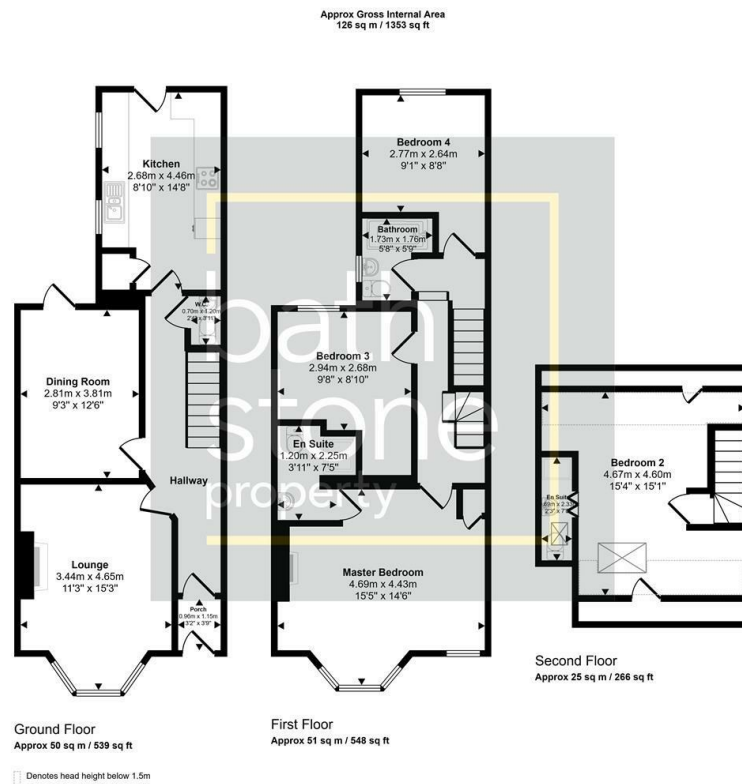 Approx Gross Internal Area
126 sq m / 1353 sq ft
Kitchen
2.68m x 4.46m
8'10" x 14'8"
Bedroom 4
2.77m x 2.64m
9'1" x 8'8"
Bathroom
1.73m x 1.76m
5'8" x 5'9"
W.C.
0.70m x 1.20m
bath
stone
property
Dining Room
2.81m x 3.81m
9'3" x 12'6"
Bedroom 3
2.94m x 2.68m
9'8" x 8'10"
En Suite
1.20m x 2.25m
3'11" x 7'5"
Hallway
Bedroom 2
4.67m x 4.60m
15'4" x 15'1"
En Suite
Lounge
3.44m x 4.65m
11'3" x 15'3"
Master Bedroom
4.69m x 4.43m
15'5" x 14'6"
Porch
0.96m x 1.15m
3'2" x 3'9"
Second Floor
Approx 25 sq m / 266 sq ft
Ground Floor
Approx 50 sq m / 539 sq ft
First Floor
Approx 51 sq m / 548 sq ft
Denotes head height below 1.5m